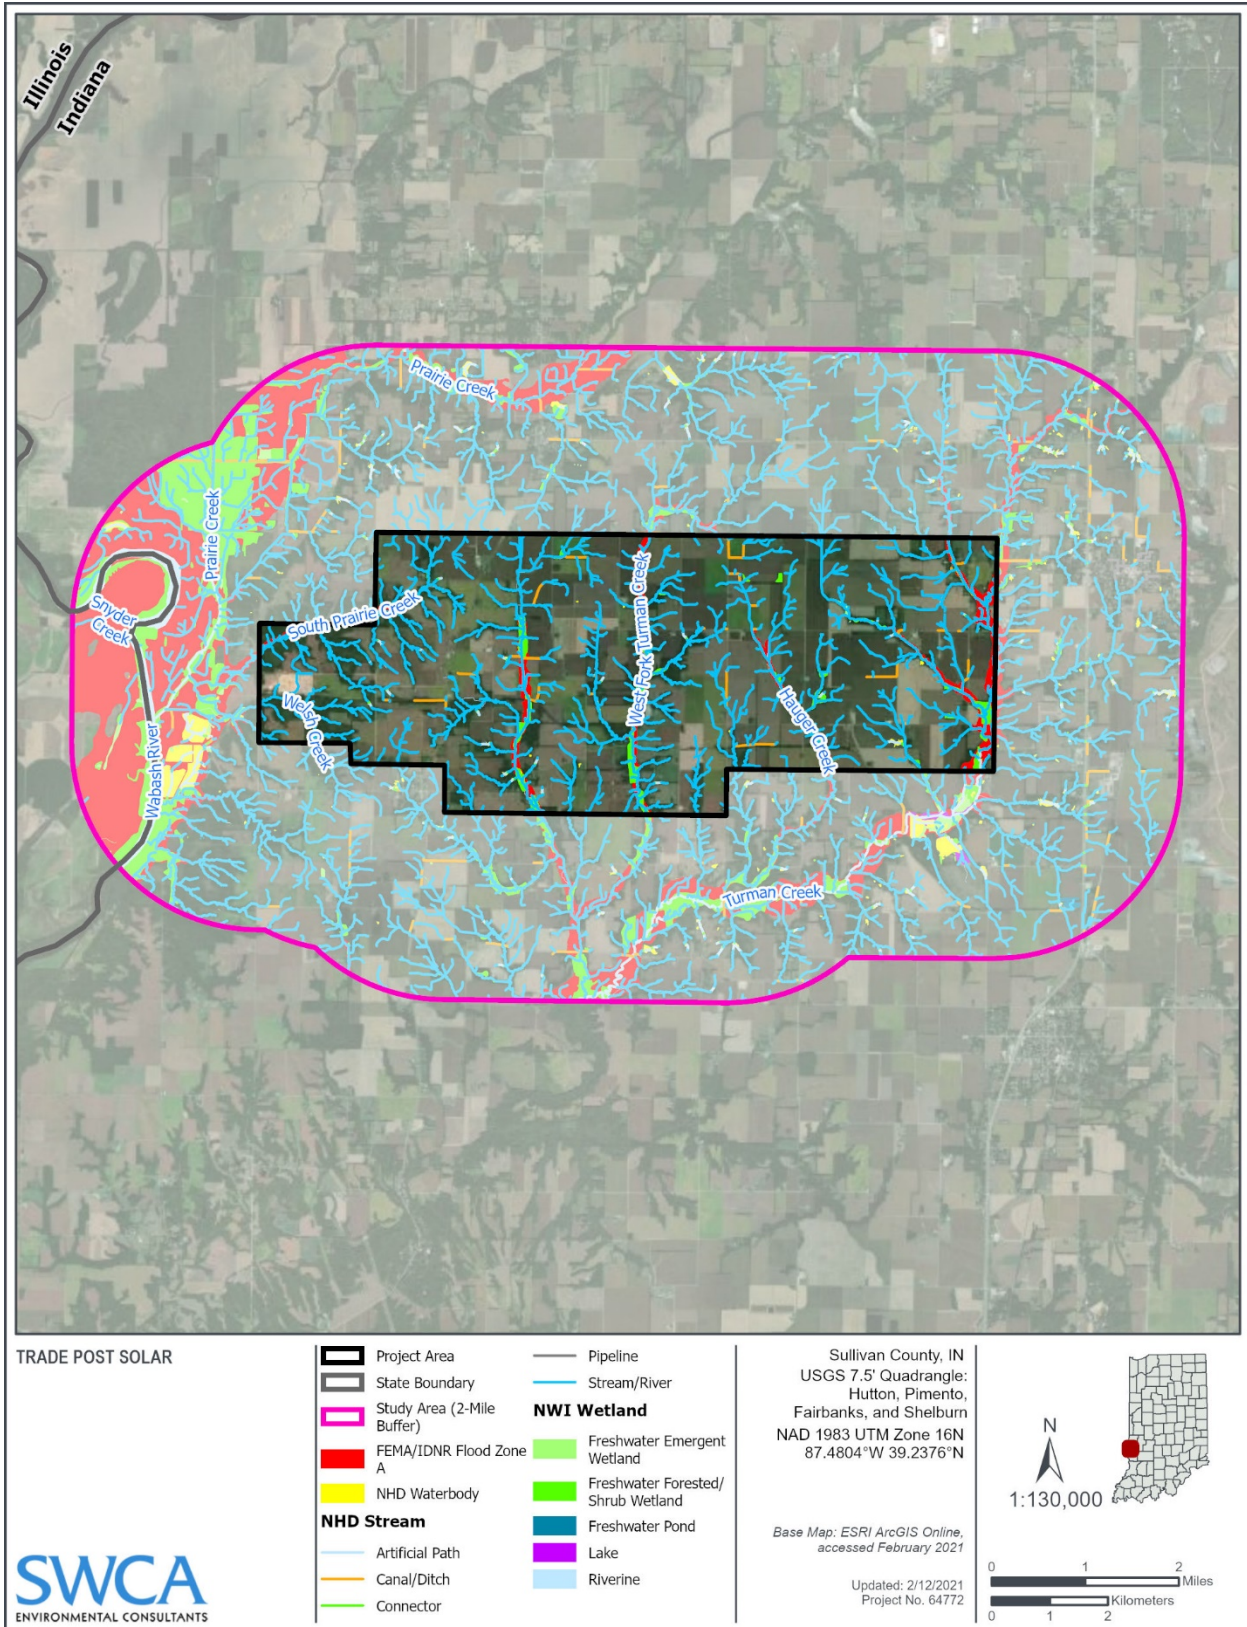 Illinois
Indiana
Prairie Creek
Prairie Creek
Snyder
Creek
South Prairie Creek
West Fork Turman Creek
Welsh Creek
Hauger Creek
Wabash River
Turman Creek
TRADE POST SOLAR
SWCA
ENVIRONMENTAL CONSULTANTS
Project Area
State Boundary
Study Area (2-Mile
Buffer)
FEMA/IDNR Flood Zone
A
NHD Waterbody
NHD Stream
Artificial Path
Canal/Ditch
Connector
Pipeline
Stream/River
NWI Wetland
Freshwater Emergent
Wetland
Freshwater Forested/
Shrub Wetland
Freshwater Pond
Lake
Riverine
Sullivan County, IN
USGS 7.5' Quadrangle:
Hutton, Pimento,
Fairbanks, and Shelburn
NAD 1983 UTM Zone 16N
87.4804°W 39.2376°N
Base Map: ESRI ArcGIS Online,
accessed February 2021
Updated: 2/12/2021
Project No. 64772
N
1:130,000
0 1 2
Miles
Kilometers
0 1 2